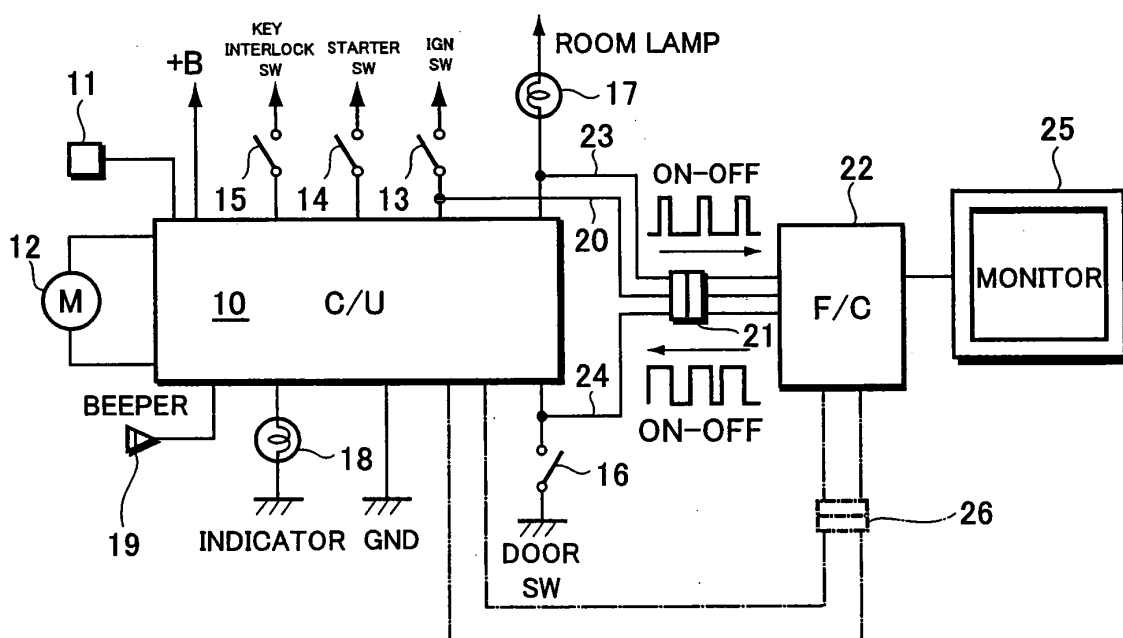 KEY
INTERLOCK
SW
STARTER
SW
IGN
SW
ROOM LAMP
+B
11
17
15
14
13
23
ON-OFF
20
22
25
12
M
10
C/U
F/C
MONITOR
21
24
ON-OFF
BEEPER
18
16
26
19
INDICATOR
GND
DOOR
SW